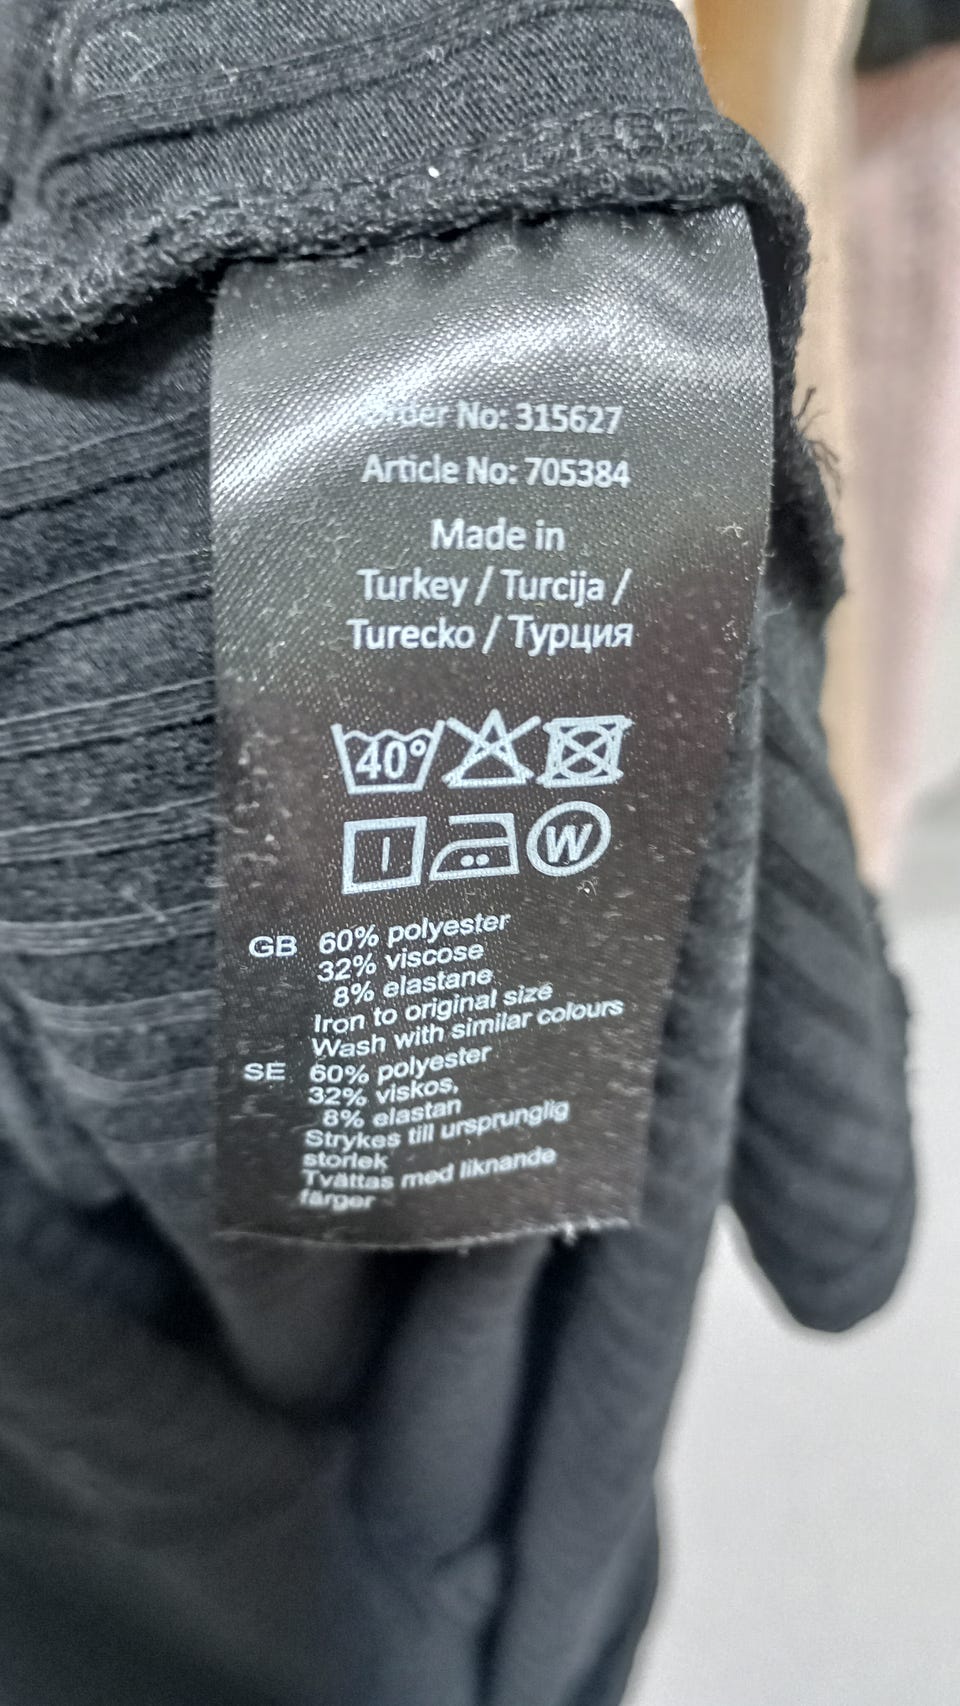 Order No: 315627
Article No: 705384
Made in
Turkey / Turcija /
Turecko / Турция
40°
W
GB 60% polyester
32% viscose
8% elastane
Iron to original size
Wash with similar colours
SE 60% polyester
32% viskos,
8% elastan
Strykes till ursprunglig
storlek
Tvättas med liknande
färger